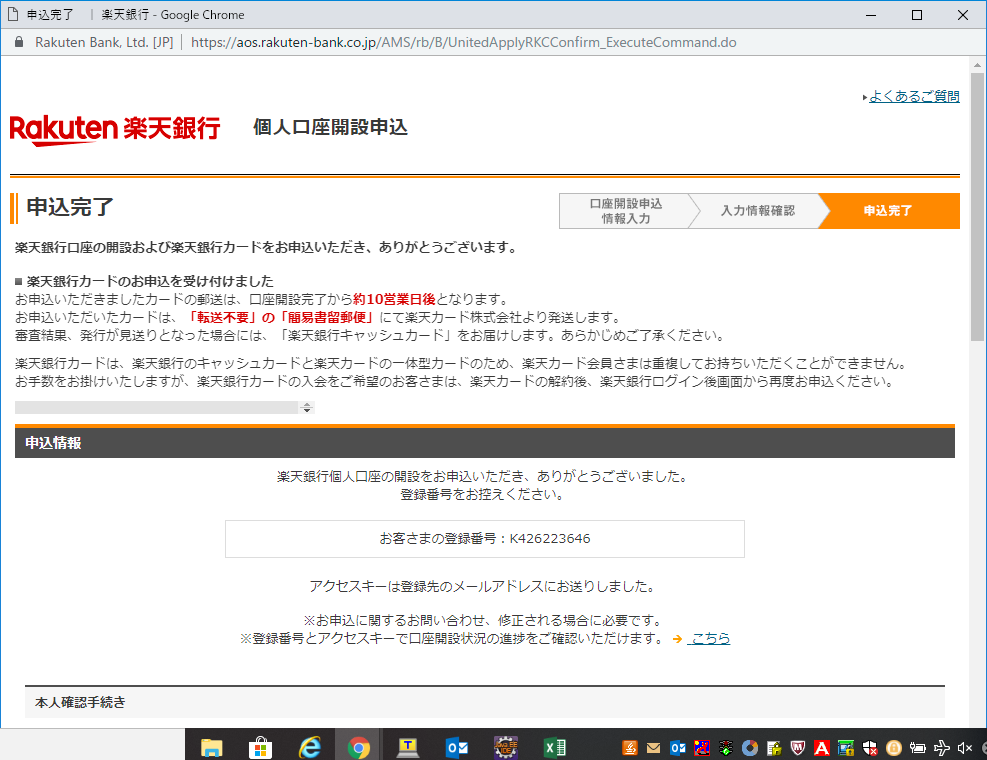 申込完了 | 楽天銀行 - Google Chrome
Rakuten Bank, Ltd. [JP] | https://aos.rakuten-bank.co.jp/AMS/rb/B/UnitedApplyRKCConfirm_ExecuteCommand.do
よくあるご質問
Rakuten 楽天銀行 個人口座開設申込
申込完了
口座開設申込
情報入力
入力情報確認
申込完了
楽天銀行口座の開設および楽天銀行カードをお申込いただき、ありがとうございます。
■ 楽天銀行カードのお申込を受け付けました
お申込いただきましたカードの郵送は、口座開設完了から約10営業日後となります。
お申込いただいたカードは、「転送不要」の「簡易書留郵便」にて楽天カード株式会社より発送します。
審査結果、発行が見送りとなった場合には、「楽天銀行キャッシュカード」をお届けします。あらかじめご了承ください。
楽天銀行カードは、楽天銀行のキャッシュカードと楽天カードの一体型カードのため、楽天カード会員さまは重複してお持ちいただくことができません。
お手数をお掛けいたしますが、楽天銀行カードの入会をご希望のお客さまは、楽天カードの解約後、楽天銀行ログイン後画面から再度お申込ください。
申込情報
楽天銀行個人口座の開設をお申込いただき、ありがとうございました。
登録番号をお控えください。
お客さまの登録番号：K426223646
アクセスキーは登録先のメールアドレスにお送りしました。
※お申込に関するお問い合わせ、修正される場合に必要です。
※登録番号とアクセスキーで口座開設状況の進捗をご確認いただけます。 → こちら
本人確認手続き